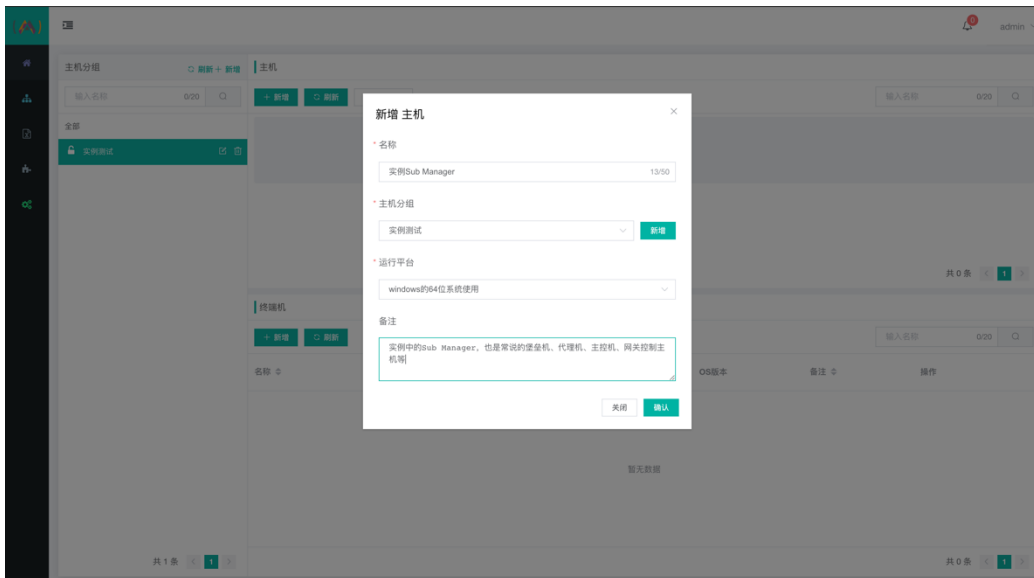 0
admin
主机分组
刷新 + 新增
主机
输入名称 0/20
+ 新增 刷新
输入名称 0/20
全部
实例测试
新增 主机
* 名称
实例Sub Manager 13/50
* 主机分组
实例测试 新增
* 运行平台
windows的64位系统使用
备注
实例中的Sub Manager，也是常说的堡垒机、代理机、主控机、网关控制主
机等
关闭 确认
共 0 条 1
终端机
+ 新增 刷新
输入名称 0/20
名称 OS版本 备注 操作
暂无数据
共 1 条 1
共 0 条 1